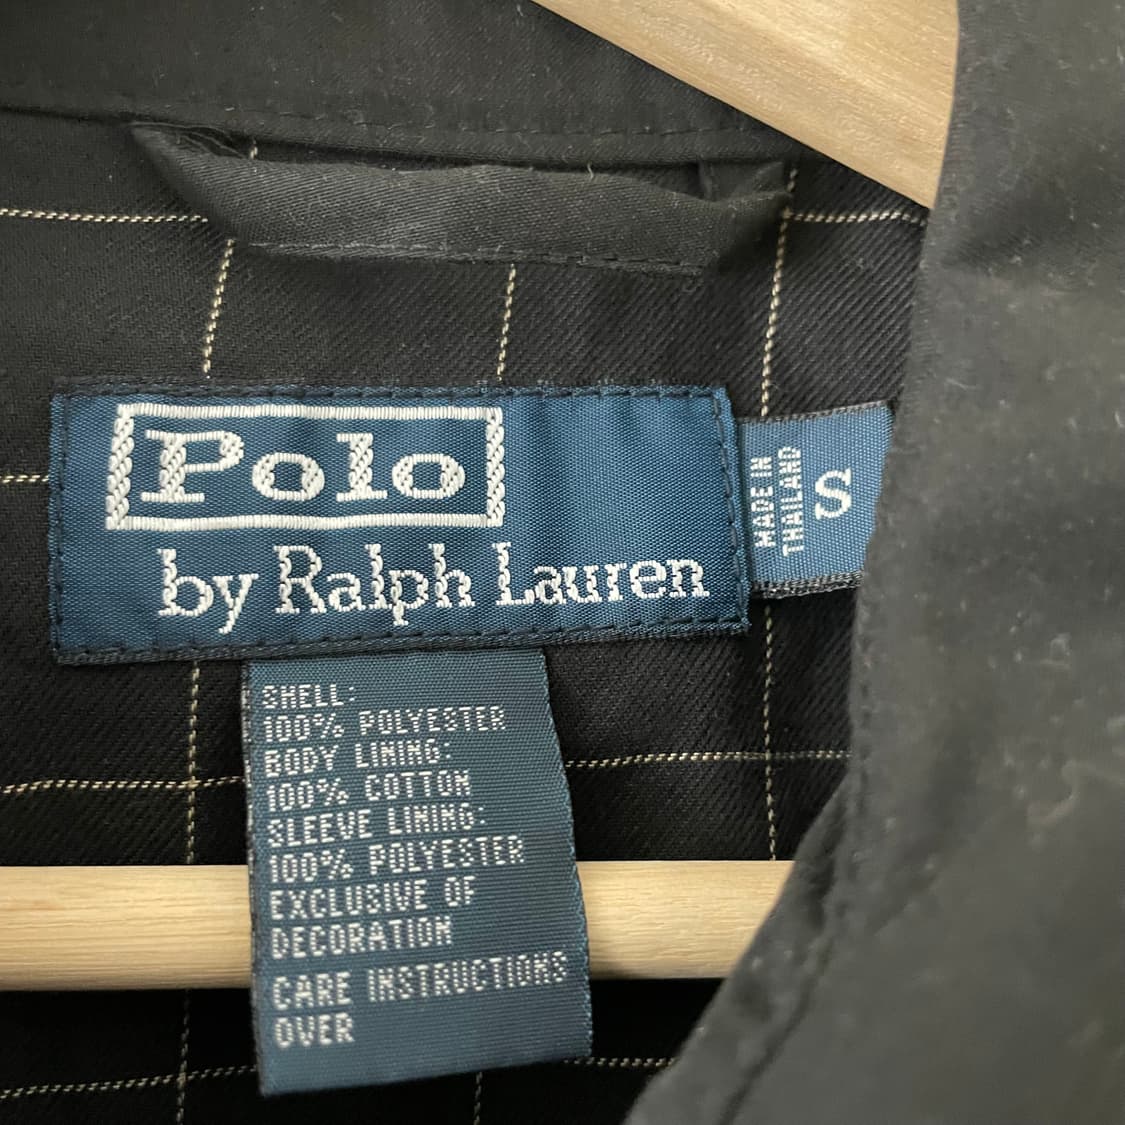 Polo
by Ralph Lauren
MADE IN
THAILAND
S
SHELL:
100% POLYESTER
BODY LINING:
100% COTTON
SLEEVE LINING:
100% POLYESTER
EXCLUSIVE OF
DECORATION
CARE INSTRUCTIONS
OVER